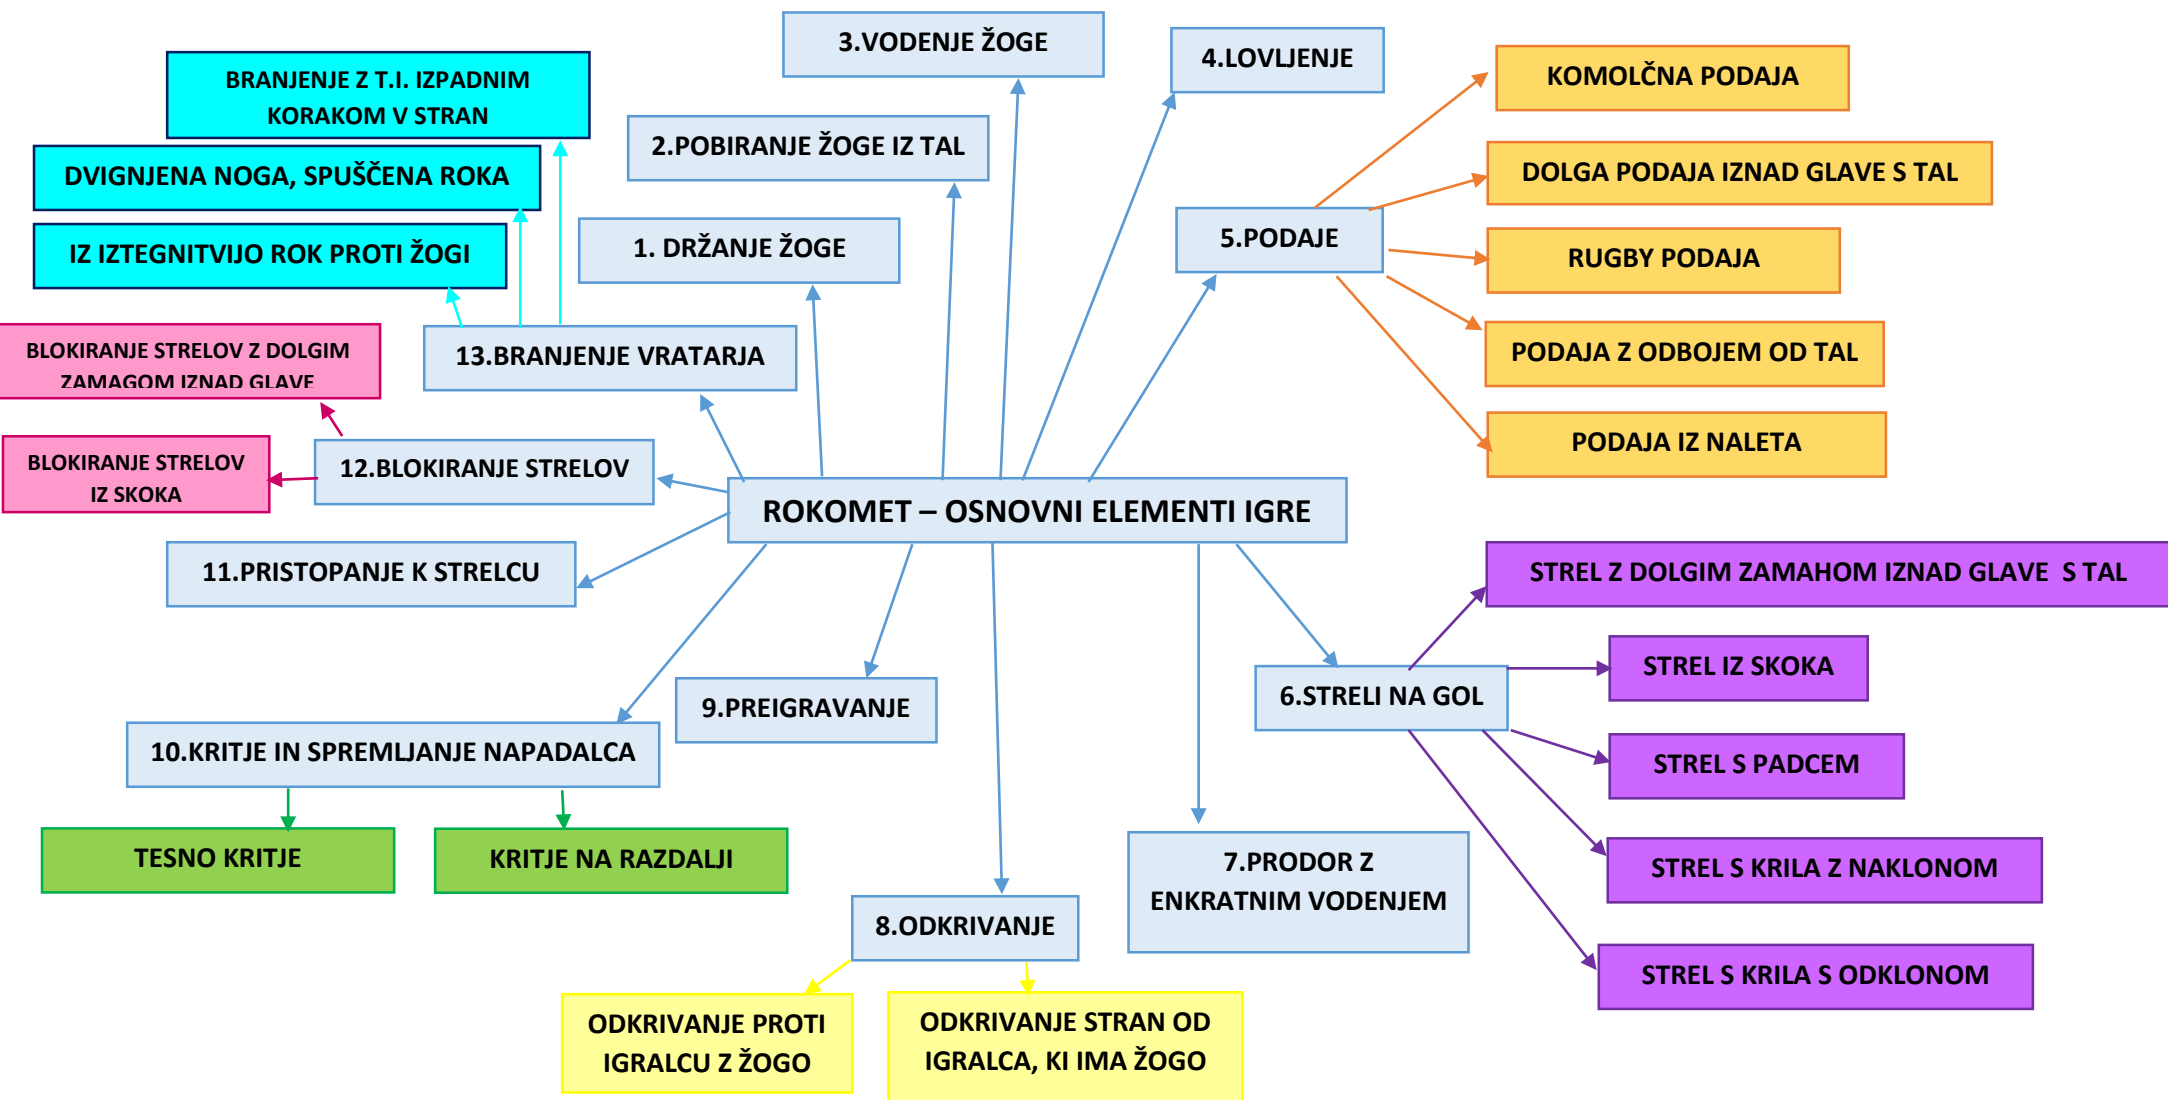 3.VODENJE ŽOGE
4.LOVLJENJE
BRANJENJE Z T.I. IZPADNIM
KORAKOM V STRAN
KOMOLČNA PODAJA
2.POBIRANJE ŽOGE IZ TAL
DVIGNJENA NOGA, SPUŠČENA ROKA
DOLGA PODAJA IZNAD GLAVE S TAL
1. DRŽANJE ŽOGE
5.PODAJE
IZ IZTEGNITVIJO ROK PROTI ŽOGI
RUGBY PODAJA
BLOKIRANJE STRELOV Z DOLGIM
ZAMAGOM IZNAD GLAVE
13.BRANJENJE VRATARJA
PODAJA Z ODBOJEM OD TAL
PODAJA IZ NALETA
BLOKIRANJE STRELOV
IZ SKOKA
12.BLOKIRANJE STRELOV
ROKOMET – OSNOVNI ELEMENTI IGRE
11.PRISTOPANJE K STRELCU
STREL Z DOLGIM ZAMAHOM IZNAD GLAVE  S TAL
STREL IZ SKOKA
6.STRELI NA GOL
9.PREIGRAVANJE
10.KRITJE IN SPREMLJANJE NAPADALCA
STREL S PADCEM
TESNO KRITJE
KRITJE NA RAZDALJI
7.PRODOR Z
ENKRATNIM VODENJEM
STREL S KRILA Z NAKLONOM
8.ODKRIVANJE
STREL S KRILA S ODKLONOM
ODKRIVANJE PROTI
IGRALCU Z ŽOGO
ODKRIVANJE STRAN OD
IGRALCA, KI IMA ŽOGO